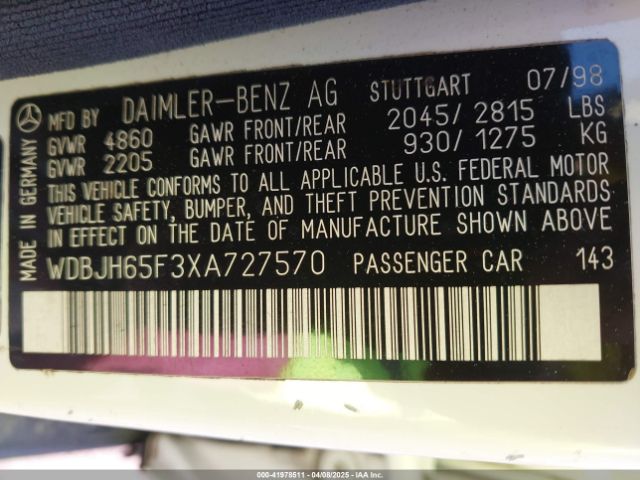 MADE IN GERMANY
MFD BY DAIMLER-BENZ AG STUTTGART 07/98
GVWR 4860 GAWR FRONT/REAR 2045/ 2815 LBS
GVWR 2205 GAWR FRONT/REAR 930/ 1275 KG
THIS VEHICLE CONFORMS TO ALL APPLICABLE U.S. FEDERAL MOTOR
VEHICLE SAFETY, BUMPER, AND THEFT PREVENTION STANDARDS
IN EFFECT ON THE DATE OF MANUFACTURE SHOWN ABOVE
WDBJH65F3XA727570 PASSENGER CAR 143
000-41978511 - 04/08/2025 - IAAI.COM